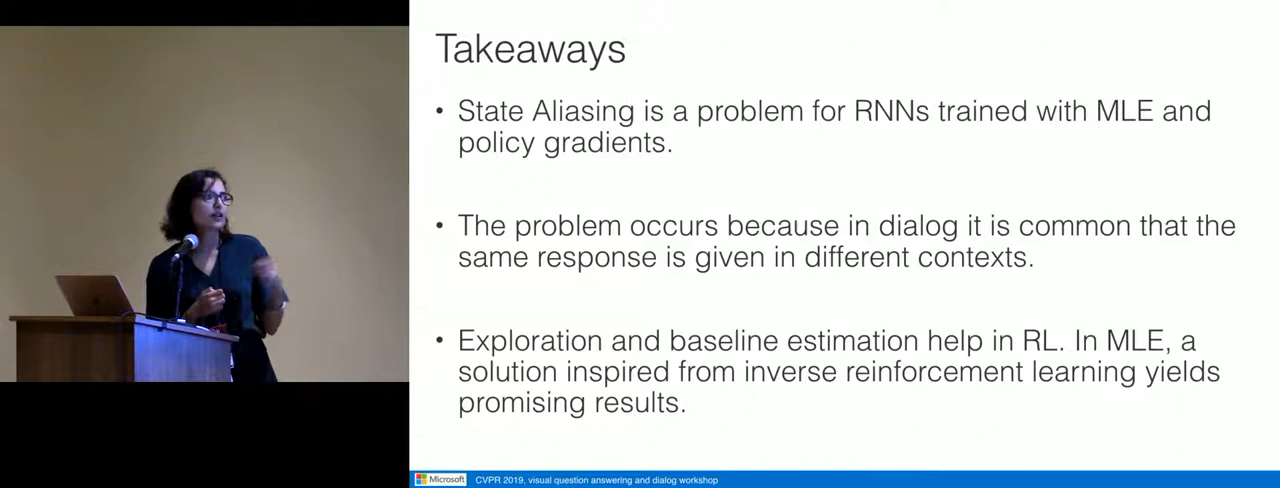 Takeaways
• State Aliasing is a problem for RNNs trained with MLE and
policy gradients.
• The problem occurs because in dialog it is common that the
same response is given in different contexts.
• Exploration and baseline estimation help in RL. In MLE, a
solution inspired from inverse reinforcement learning yields
promising results.
Microsoft CVPR 2019, visual question answering and dialog workshop